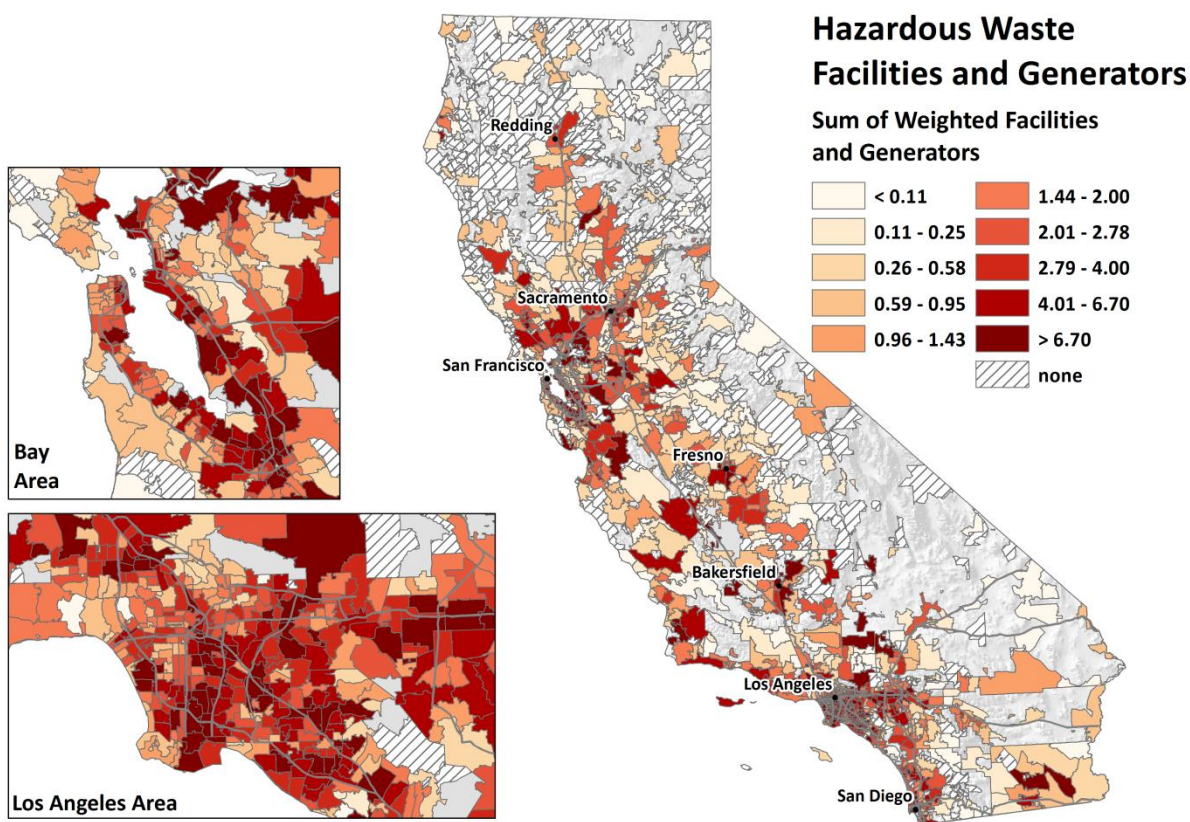 Hazardous Waste
Facilities and Generators
Sum of Weighted Facilities
and Generators
< 0.11
0.11 - 0.25
0.26 - 0.58
0.59 - 0.95
0.96 - 1.43
1.44 - 2.00
2.01 - 2.78
2.79 - 4.00
4.01 - 6.70
> 6.70
none
Redding
Sacramento
San Francisco
Fresno
Bakersfield
Los Angeles
San Diego
Bay
Area
Los Angeles Area